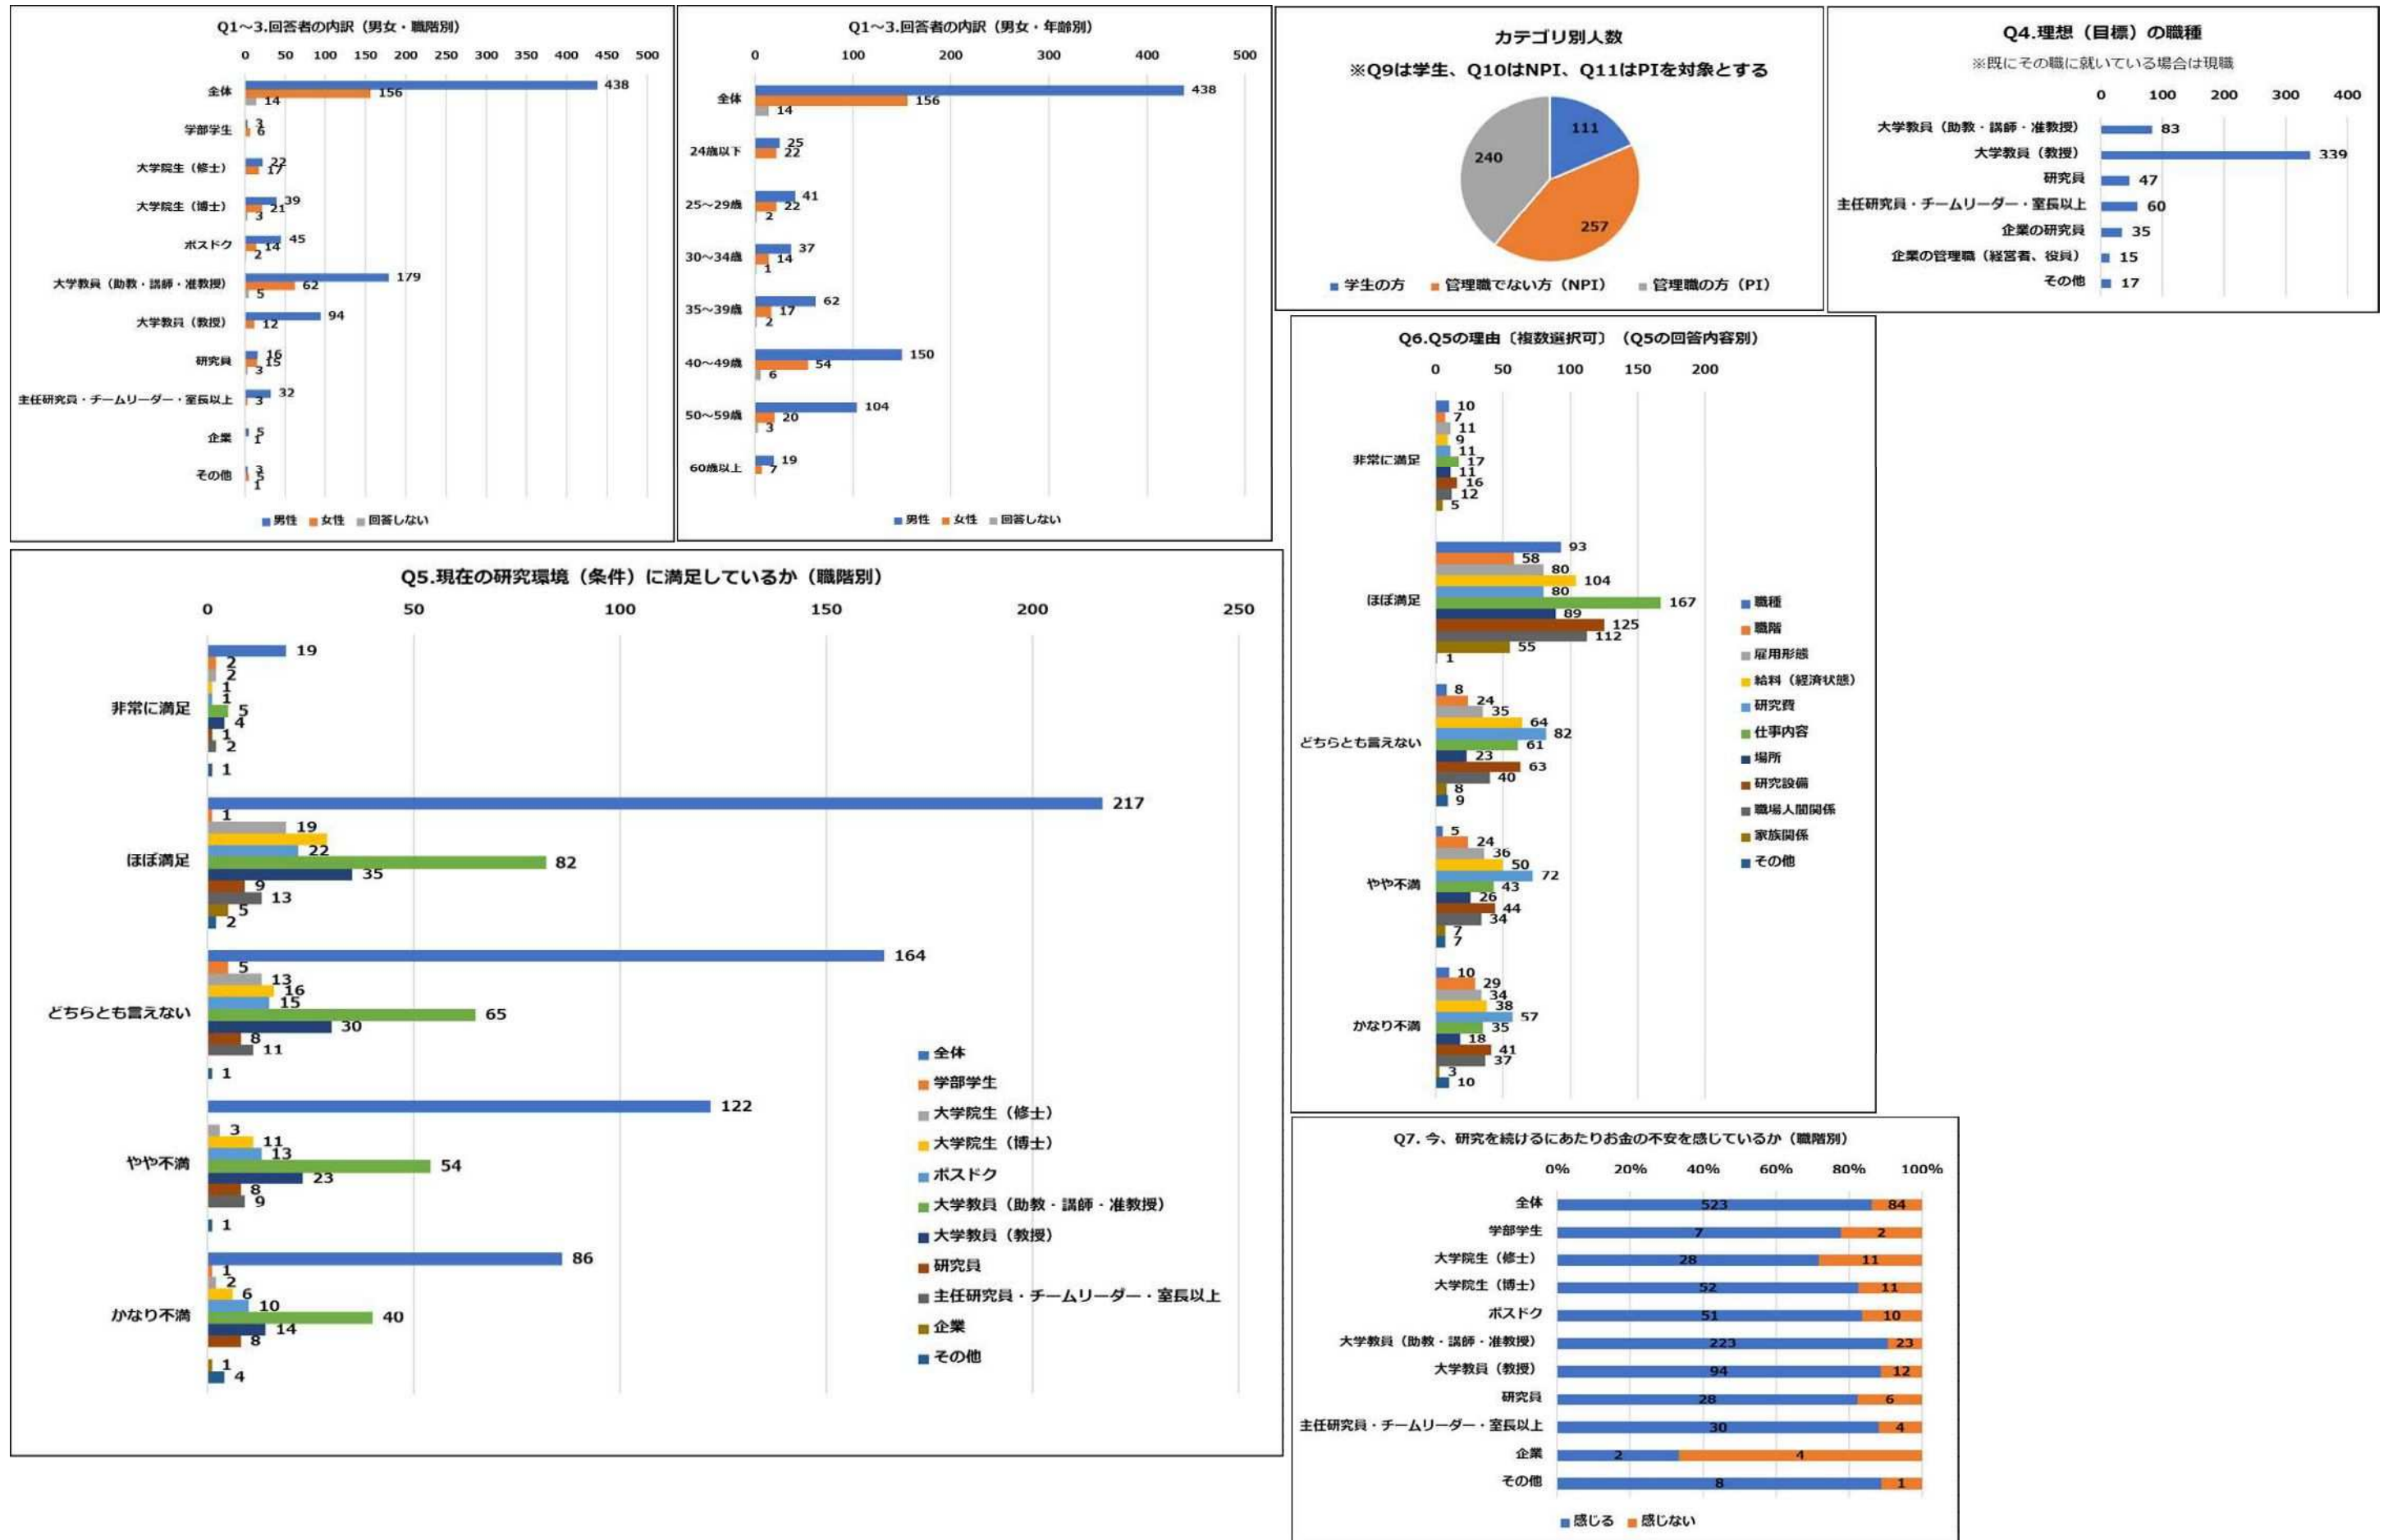 Q1～3.回答者の内訳（男女・職階別）
0 50 100 150 200 250 300 350 400 450 500
全体 438 156 14
学部学生 3 6
大学院生（修士） 22 17
大学院生（博士） 39 21 3
ポスドク 45 14 2
大学教員（助教・講師・准教授） 179 62 5
大学教員（教授） 94 12
研究員 16 15 3
主任研究員・チームリーダー・室長以上 32 3
企業 5 1
その他 3 5 1
男性 女性 回答しない
Q1～3.回答者の内訳（男女・年齢別）
0 100 200 300 400 500
全体 438 156 14
24歳以下 25 22
25～29歳 41 22 2
30～34歳 37 14 1
35～39歳 62 17 2
40～49歳 150 54 6
50～59歳 104 20 3
60歳以上 19 7
男性 女性 回答しない
カテゴリ別人数
※Q9は学生、Q10はNPI、Q11はPIを対象とする
111
240
257
学生の方 管理職でない方（NPI） 管理職の方（PI）
Q4.理想（目標）の職種
※既にその職に就いている場合は現職
0 100 200 300 400
大学教員（助教・講師・准教授） 83
大学教員（教授） 339
研究員 47
主任研究員・チームリーダー・室長以上 60
企業の研究員 35
企業の管理職（経営者、役員） 15
その他 17
Q5.現在の研究環境（条件）に満足しているか（職階別）
0 50 100 150 200 250
非常に満足 19 2 2 1 1 5 4 1 2 1
ほぼ満足 217 1 19 22 82 35 9 13 5 2
どちらとも言えない 164 5 13 16 15 65 30 8 11 1
やや不満 122 3 11 13 54 23 8 9 1
かなり不満 86 1 2 6 10 40 14 8 1 4
全体
学部学生
大学院生（修士）
大学院生（博士）
ポスドク
大学教員（助教・講師・准教授）
大学教員（教授）
研究員
主任研究員・チームリーダー・室長以上
企業
その他
Q6.Q5の理由〔複数選択可〕（Q5の回答内容別）
0 50 100 150 200
非常に満足 10 7 11 9 11 17 11 16 12 5
ほぼ満足 93 58 80 104 80 167 89 125 112 55 1
どちらとも言えない 8 24 35 64 82 61 23 63 40 8 9
やや不満 5 24 36 50 72 43 26 44 34 7 7
かなり不満 10 29 34 38 57 35 18 41 37 3 10
職種
職階
雇用形態
給料（経済状態）
研究費
仕事内容
場所
研究設備
職場人間関係
家族関係
その他
Q7. 今、研究を続けるにあたりお金の不安を感じているか（職階別）
0% 20% 40% 60% 80% 100%
全体 523 84
学部学生 7 2
大学院生（修士） 28 11
大学院生（博士） 52 11
ポスドク 51 10
大学教員（助教・講師・准教授） 223 23
大学教員（教授） 94 12
研究員 28 6
主任研究員・チームリーダー・室長以上 30 4
企業 2 4
その他 8 1
感じる 感じない